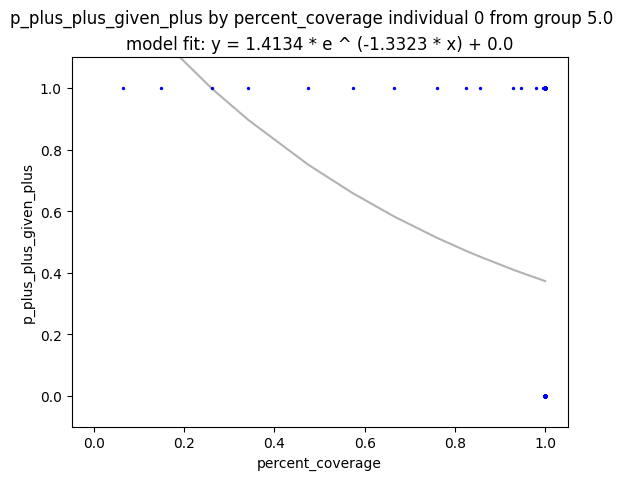 p_plus_plus_given_plus by percent_coverage individual 0 from group 5.0
model fit: y = 1.4134 * e ^ (-1.3323 * x) + 0.0
p_plus_plus_given_plus
1.0
0.8
0.6
0.4
0.2
0.0
0.0 0.2 0.4 0.6 0.8 1.0
percent_coverage